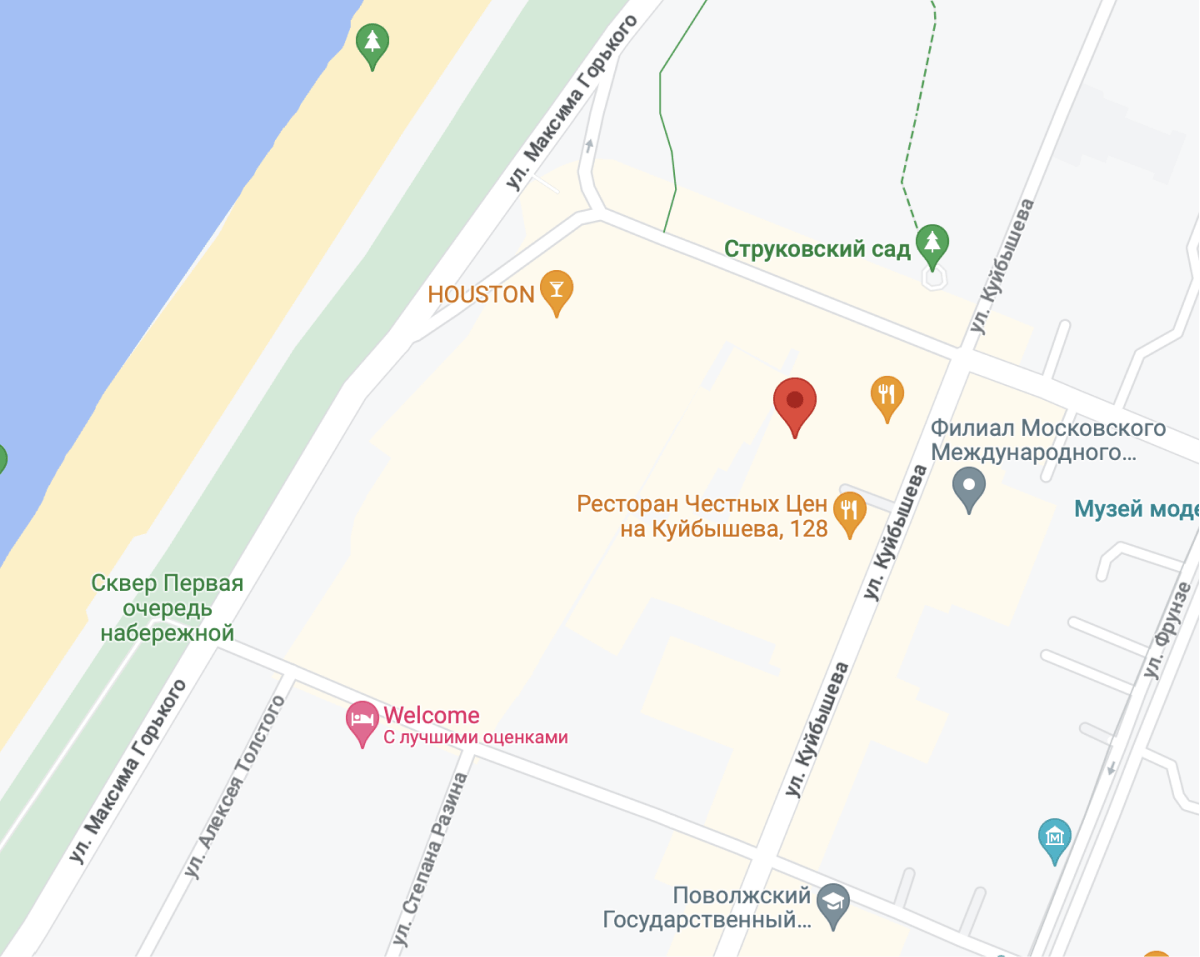 ул. Максима Горького
ул. Куйбышева
Струковский сад
HOUSTON
Филиал Московского
Международного...
Ресторан Честных Цен
на Куйбышева, 128
Музей моде
ул. Куйбышева
Сквер Первая
очередь
набережной
ул. Фрунзе
Welcome
С лучшими оценками
ул. Максима Горького
ул. Алексея Толстого
ул. Куйбышева
ул. Степана Разина
M
Поволжский
Государственный...